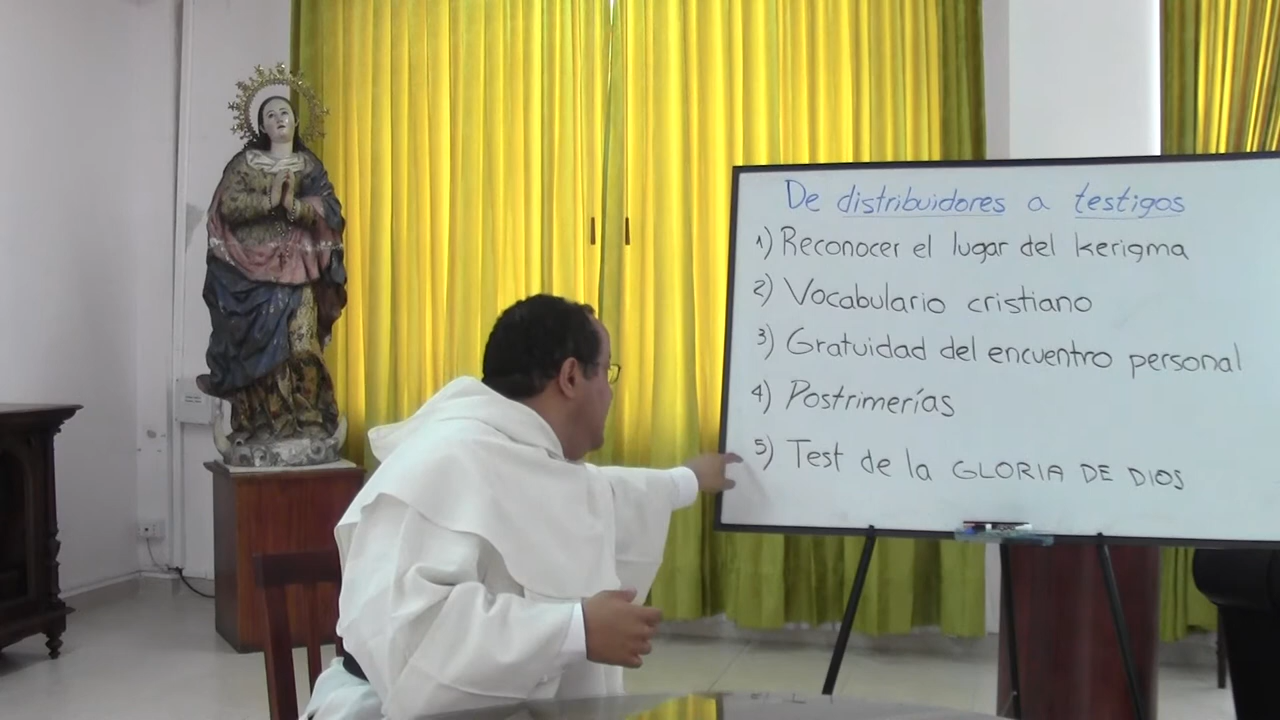 De distribuidores a testigos
1) Reconocer el lugar del kerigma
2) Vocabulario cristiano
3) Gratuidad del encuentro personal
4) Postrimerías
5) Test de la GLORIA DE DIOS